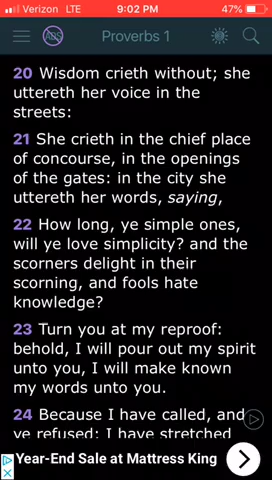 Verizon LTE 9:02 PM 47%
ADS Proverbs 1
20 Wisdom crieth without; she
uttereth her voice in the
streets:
21 She crieth in the chief place
of concourse, in the openings
of the gates: in the city she
uttereth her words, saying,
22 How long, ye simple ones,
will ye love simplicity? and the
scorners delight in their
scorning, and fools hate
knowledge?
23 Turn you at my reproof:
behold, I will pour out my spirit
unto you, I will make known
my words unto you.
24 Because I have called, and
ye refused; I have stretched
Year-End Sale at Mattress King